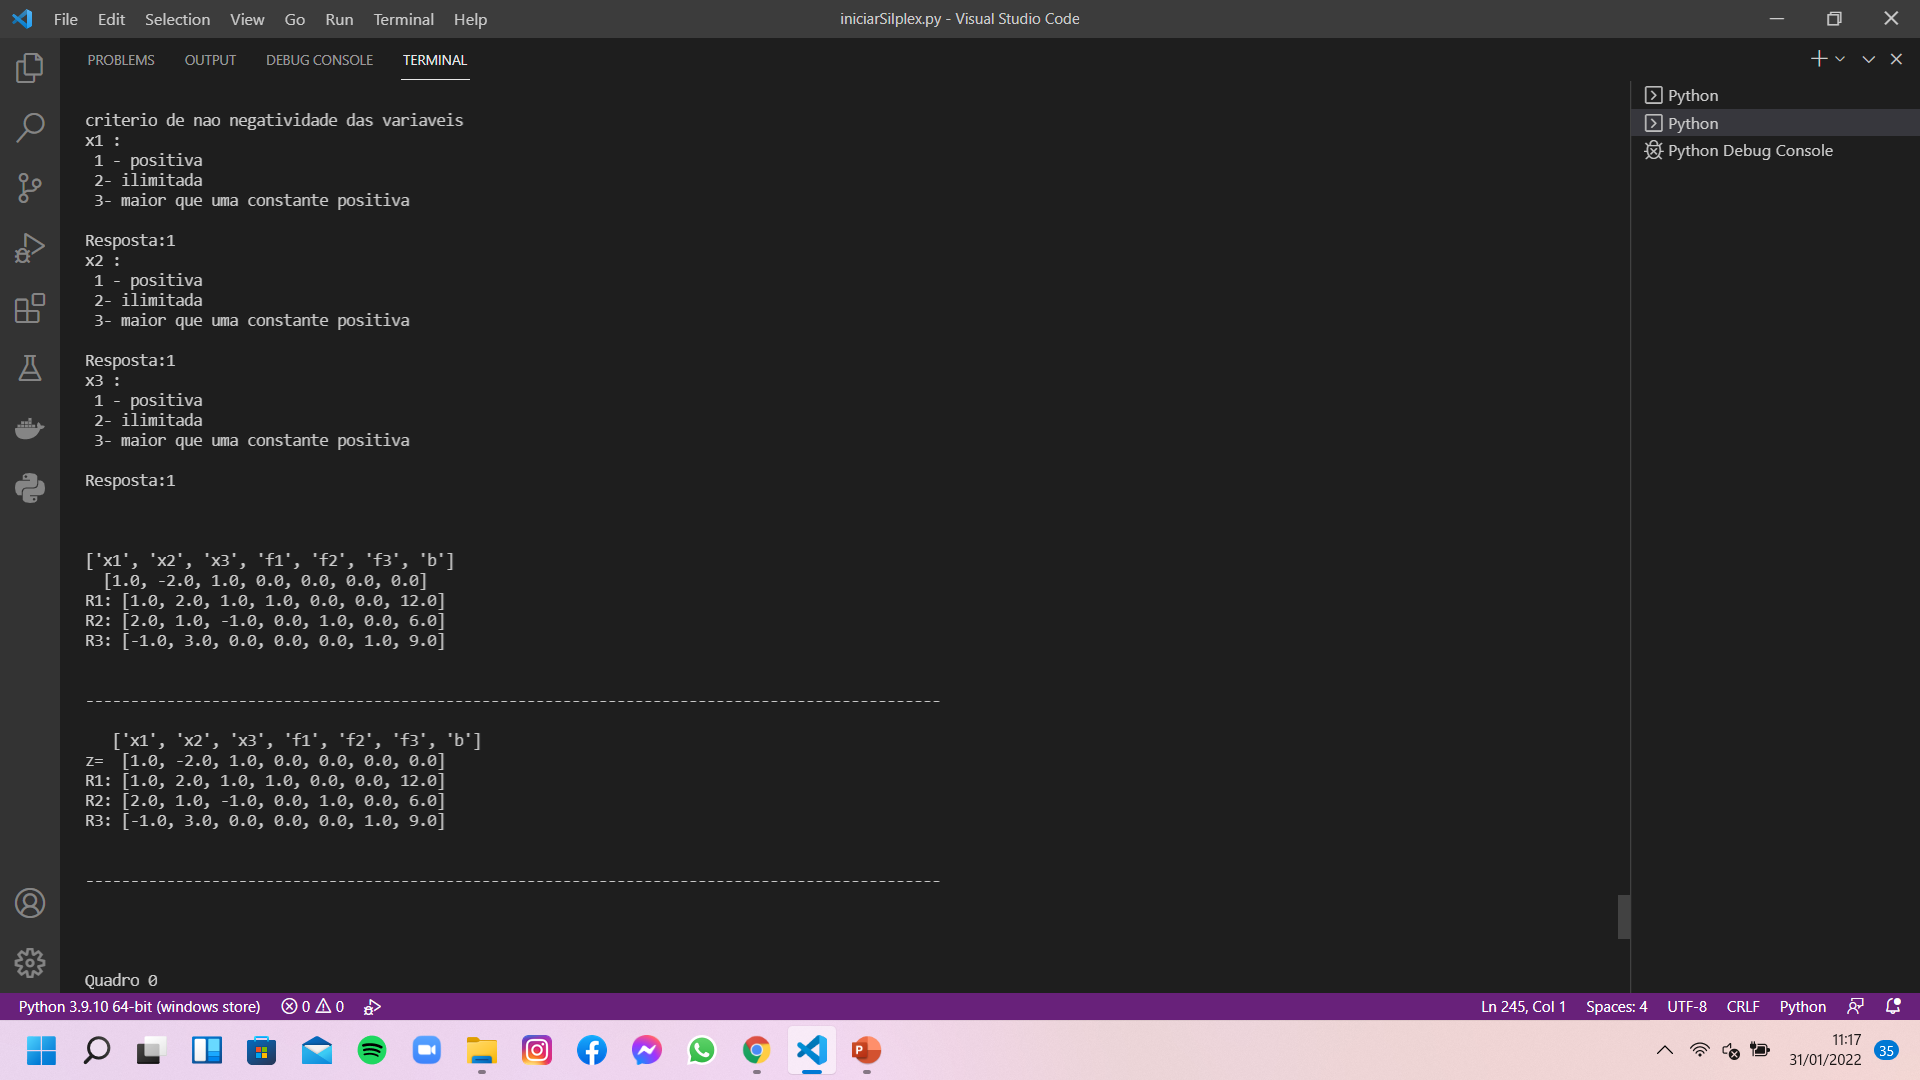 File Edit Selection View Go Run Terminal Help
iniciarSilplex.py - Visual Studio Code
PROBLEMS OUTPUT DEBUG CONSOLE TERMINAL
Python
Python
Python Debug Console
criterio de nao negatividade das variaveis
x1 :
1 - positiva
2- ilimitada
3- maior que uma constante positiva
Resposta:1
x2 :
1 - positiva
2- ilimitada
3- maior que uma constante positiva
Resposta:1
x3 :
1 - positiva
2- ilimitada
3- maior que uma constante positiva
Resposta:1
['x1', 'x2', 'x3', 'f1', 'f2', 'f3', 'b']
[1.0, -2.0, 1.0, 0.0, 0.0, 0.0, 0.0]
R1: [1.0, 2.0, 1.0, 1.0, 0.0, 0.0, 12.0]
R2: [2.0, 1.0, -1.0, 0.0, 1.0, 0.0, 6.0]
R3: [-1.0, 3.0, 0.0, 0.0, 0.0, 1.0, 9.0]
-----------------------------------------------------------------------------------------------
['x1', 'x2', 'x3', 'f1', 'f2', 'f3', 'b']
z= [1.0, -2.0, 1.0, 0.0, 0.0, 0.0, 0.0]
R1: [1.0, 2.0, 1.0, 1.0, 0.0, 0.0, 12.0]
R2: [2.0, 1.0, -1.0, 0.0, 1.0, 0.0, 6.0]
R3: [-1.0, 3.0, 0.0, 0.0, 0.0, 1.0, 9.0]
-----------------------------------------------------------------------------------------------
Quadro 0
Python 3.9.10 64-bit (windows store) 0 0
Ln 245, Col 1 Spaces: 4 UTF-8 CRLF Python
11:17
31/01/2022
35